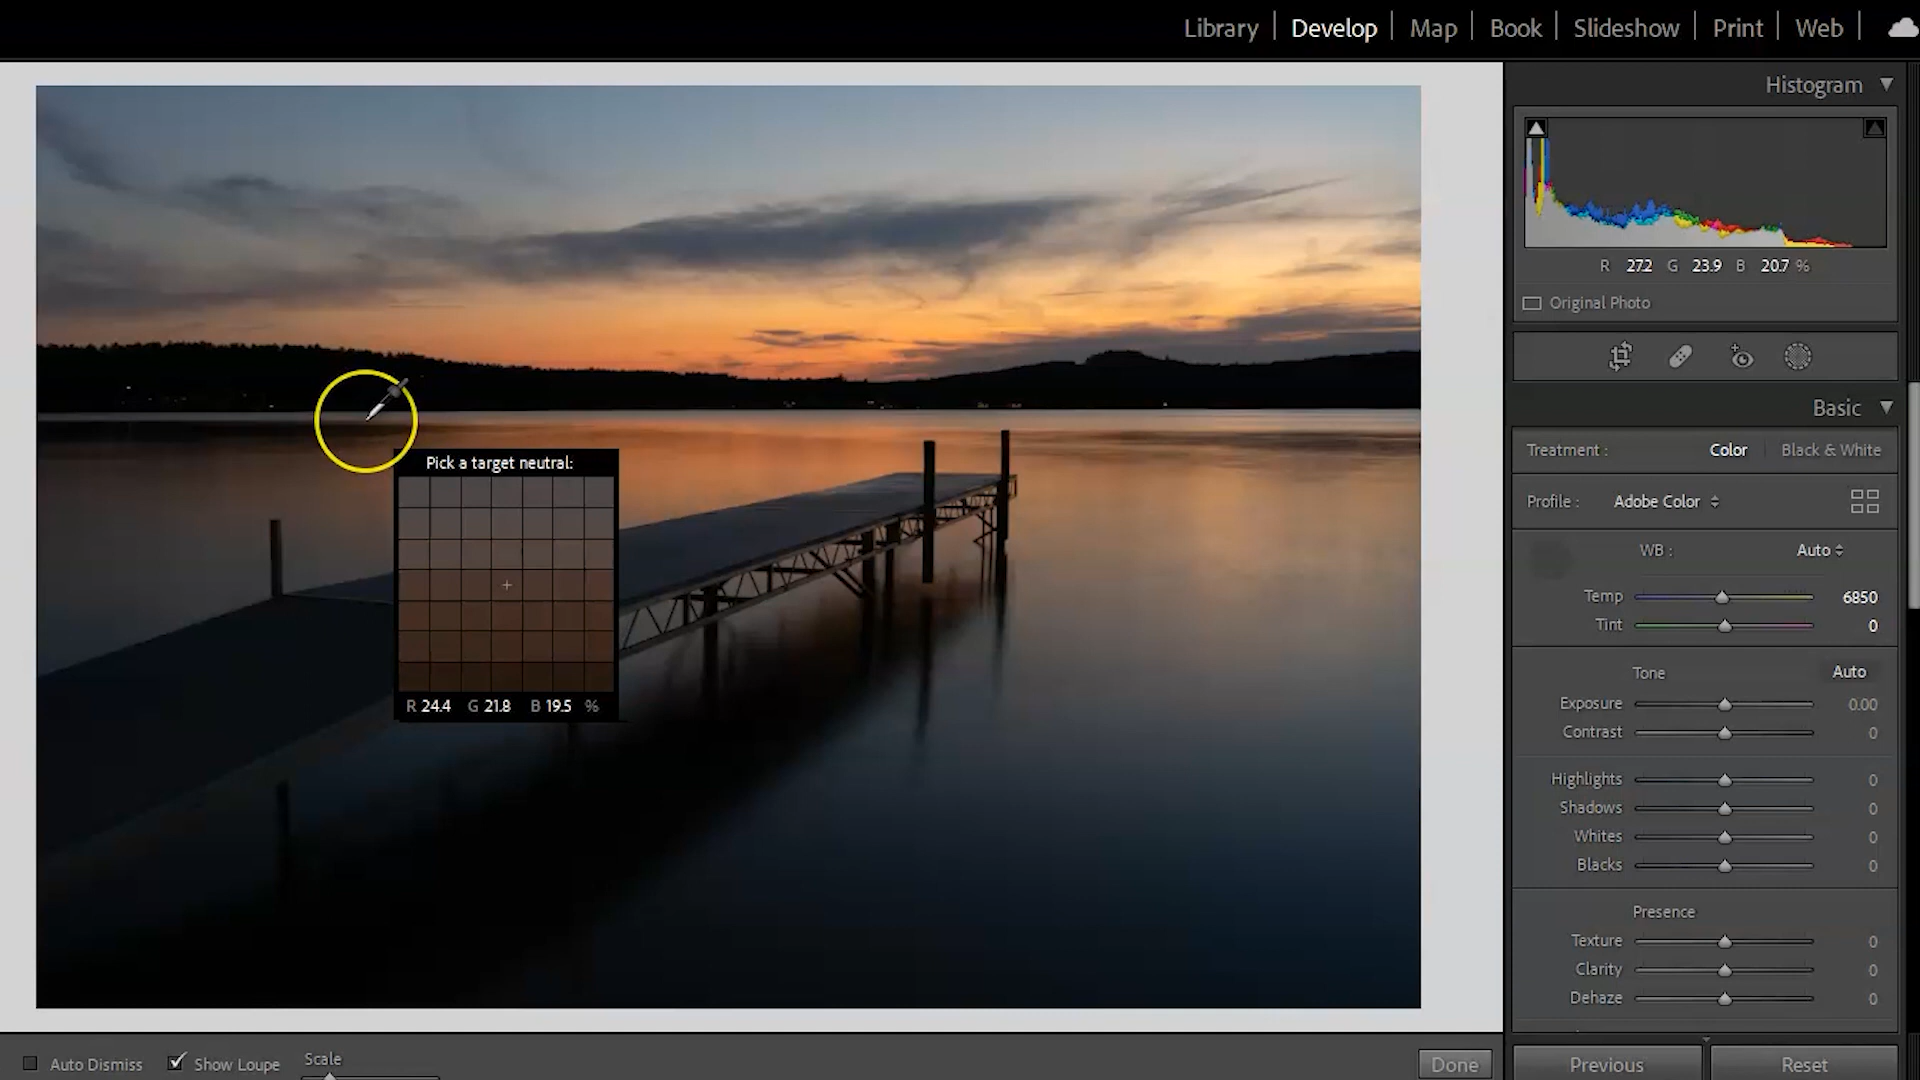 Library | Develop | Map | Book | Slideshow | Print | Web |
Histogram
R 27.2 G 23.9 B 20.7 %
Original Photo
Basic
Treatment : Color Black & White
Profile : Adobe Color
WB : Auto
Temp 6850
Tint 0
Tone Auto
Exposure 0.00
Contrast 0
Highlights 0
Shadows 0
Whites 0
Blacks 0
Presence
Texture 0
Clarity 0
Dehaze 0
Pick a target neutral:
R 24.4 G 21.8 B 19.5 %
Auto Dismiss Show Loupe Scale Done Previous Reset